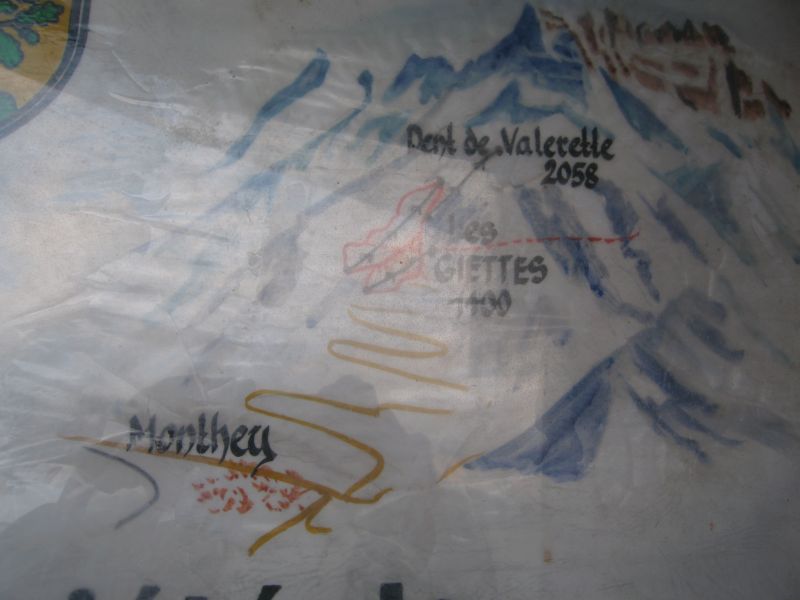 Dent de Valerette
2058
Les
GIETTES
1100
Monthey